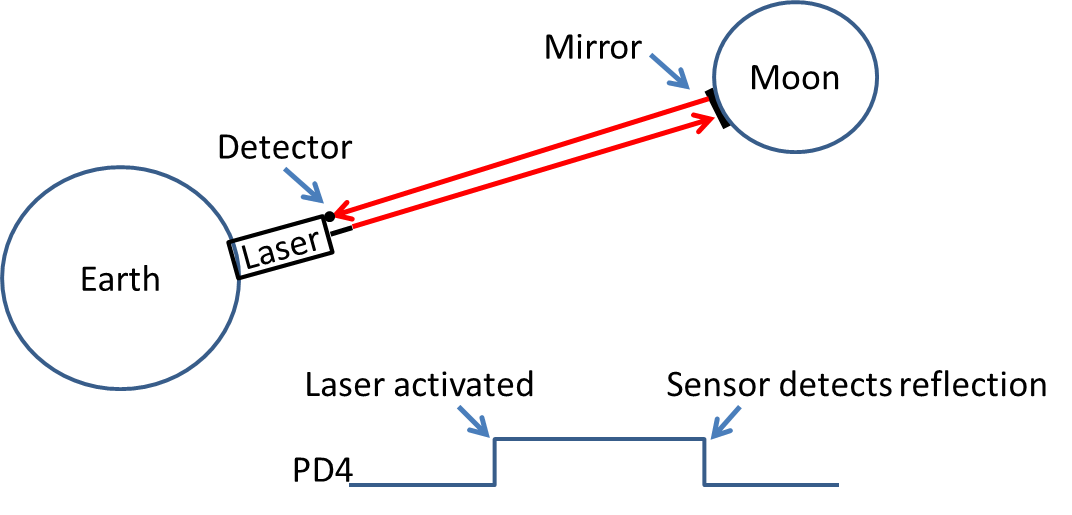 Mirror
Moon
Detector
Laser
Earth
Laser activated
Sensor detects reflection
PD4